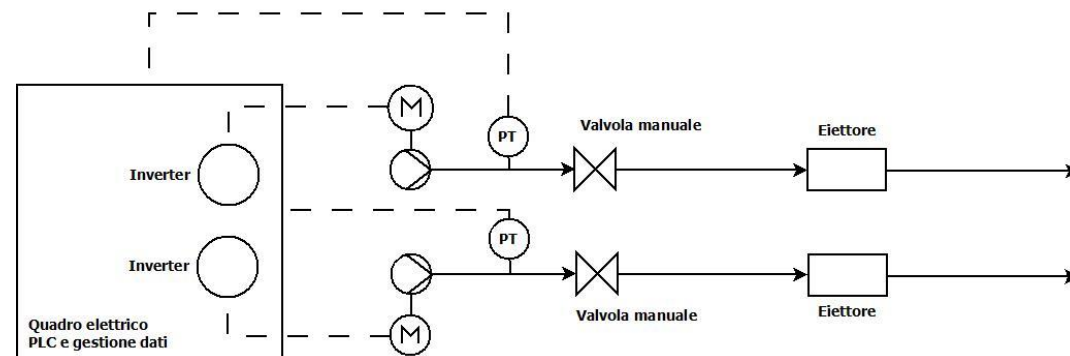 M
PT
Valvola manuale
Eiettore
Inverter
PT
Inverter
Valvola manuale
Eiettore
M
Quadro elettrico
PLC e gestione dati